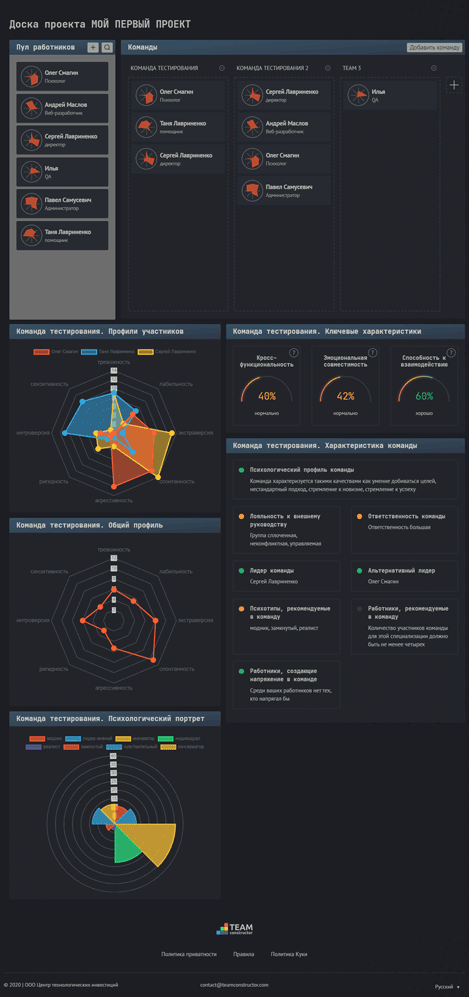 Доска проекта МОЙ ПЕРВЫЙ ПРОЕКТ
Пул работников
Олег Смагин
Психолог
Андрей Маслов
Веб-разработчик
Сергей Лавриненко
директор
Илья
QA
Павел Самусевич
Администратор
Таня Лавриненко
помощник
Команды
Добавить команду
КОМАНДА ТЕСТИРОВАНИЯ
Олег Смагин
Психолог
Таня Лавриненко
помощник
Сергей Лавриненко
директор
КОМАНДА ТЕСТИРОВАНИЯ 2
Сергей Лавриненко
директор
Андрей Маслов
Веб-разработчик
Олег Смагин
Психолог
Павел Самусевич
Администратор
TEAM 3
Илья
QA
Команда тестирования. Профили участников
Олег Смагин Таня Лавриненко Сергей Лавриненко
тревожность
лабильность
экстраверсия
спонтанность
агрессивность
ригидность
интроверсия
сензитивность
Команда тестирования. Общий профиль
тревожность
лабильность
экстраверсия
спонтанность
агрессивность
ригидность
интроверсия
сензитивность
Команда тестирования. Психологический портрет
Команда тестирования. Ключевые характеристики
Кросс-
функциональность
40%
нормально
Эмоциональная
совместимость
42%
нормально
Способность к
взаимодействию
60%
хорошо
Команда тестирования. Характеристика команды
Психологический профиль команды
Команда характеризуется такими качествами как умение добиваться целей,
нестандартный подход, стремление к новизне, стремление к успеху
Лояльность к внешнему
руководству
Группа сплоченная,
неконфликтная, управляемая
Ответственность команды
Ответственность большая
Лидер команды
Сергей Лавриненко
Альтернативный лидер
Олег Смагин
Психотипы, рекомендуемые
в команду
модник, замкнутый, реалист
Работники, рекомендуемые
в команду
Количество участников команды
для этой специализации должно
быть не менее четырех
Работники, создающие
напряжение в команде
Среди ваших работников нет тех,
кто напрягал бы
TEAM
constructor
Политика приватности Правила Политика Куки
© 2020 | ООО Центр технологических инвестиций
contact@teamconstructor.com
Русский